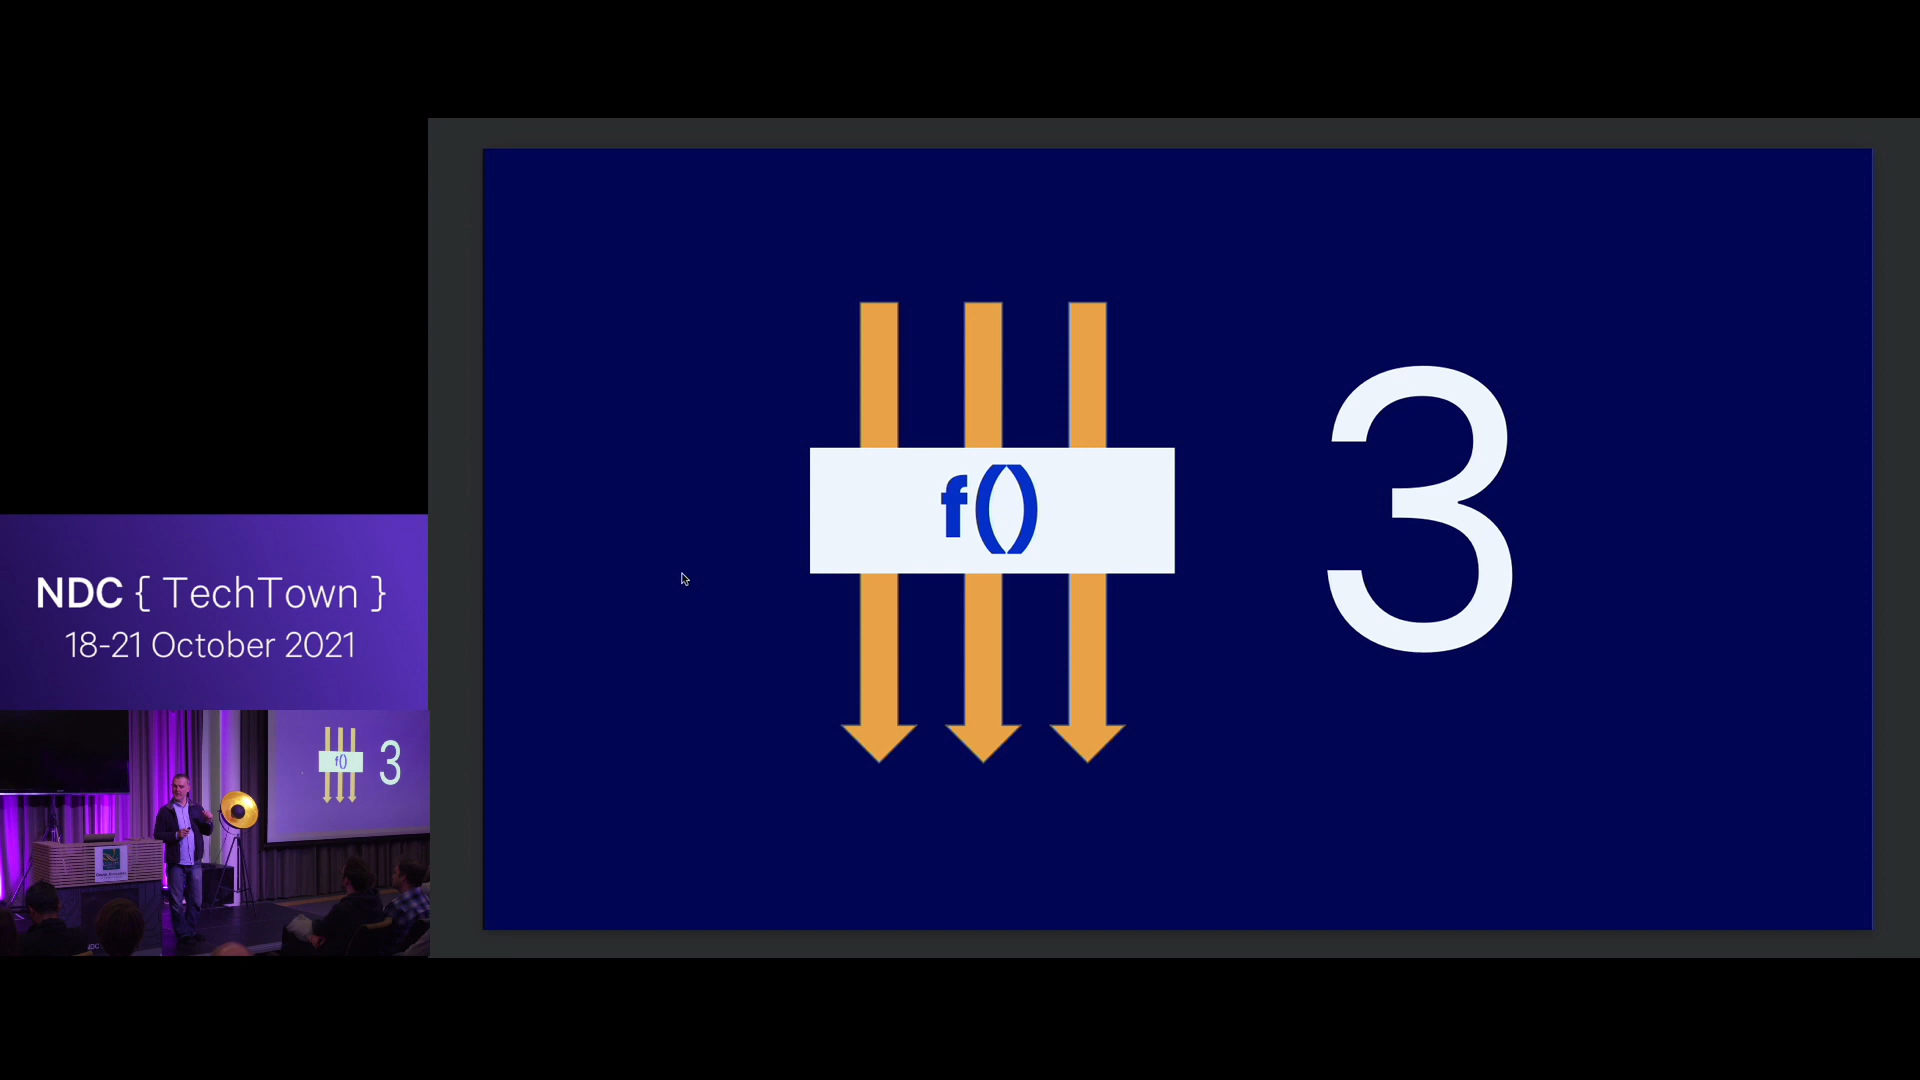 NDC { TechTown }
18-21 October 2021
f()
3
f()
3